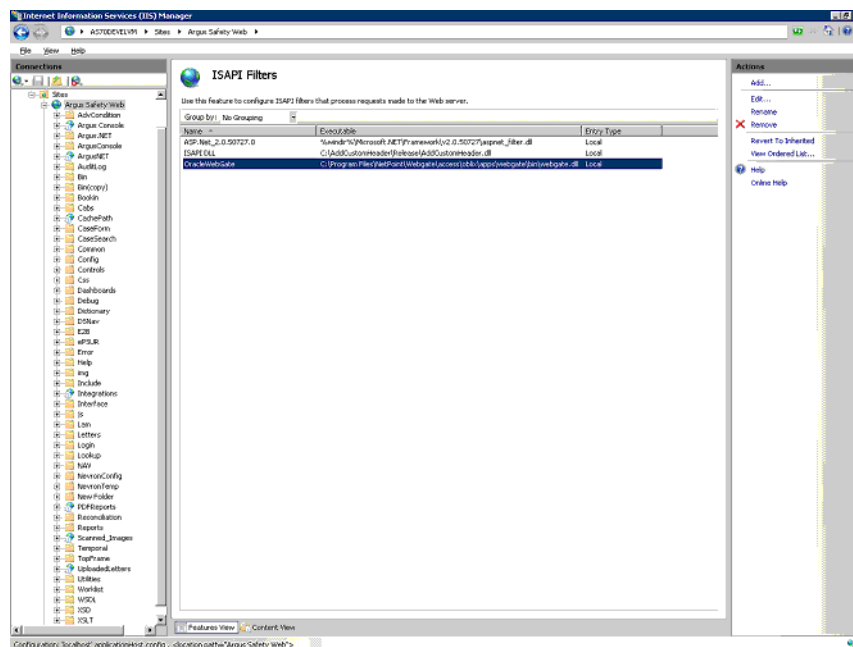 Internet Information Services (IIS) Manager
AS70DEVELVM ▸ Sites ▸ Argus Safety Web ▸
File View Help
Connections
Sites
Argus Safety Web
AdvCondition
Argus Console
Argus.NET
ArgusConsole
ArgusNET
AuditLog
Bin
Bin(copy)
Bookin
Cabs
CachePath
CaseForm
CaseSearch
Common
Config
Controls
Css
Dashboards
Debug
Dictionary
DSNav
E2B
ePSUR
Error
Help
img
Include
Integrations
Interface
js
Lam
Letters
Login
Lookup
NAV
NevronConfig
NevronTemp
New Folder
PDFReports
Reconciliation
Reports
Scanned_Images
Temporal
TopFrame
UploadedLetters
Utilities
Worklist
WSDL
XSD
XSLT
ISAPI Filters
Use this feature to configure ISAPI filters that process requests made to the Web server.
Group by: No Grouping
Name Executable Entry Type
ASP.Net_2.0.50727.0 %windir%\Microsoft.NET\Framework\v2.0.50727\aspnet_filter.dll Local
ISAPI DLL C:\AddCustomHeader\Release\AddCustomHeader.dll Local
OracleWebGate C:\Program Files\NetPoint\Webgate\access\oblix\apps\webgate\bin\webgate.dll Local
Features View Content View
Actions
Add...
Edit...
Rename
Remove
Revert To Inherited
View Ordered List...
Help
Online Help
Configuration: 'localhost' applicationHost.config , <location path="Argus Safety Web">